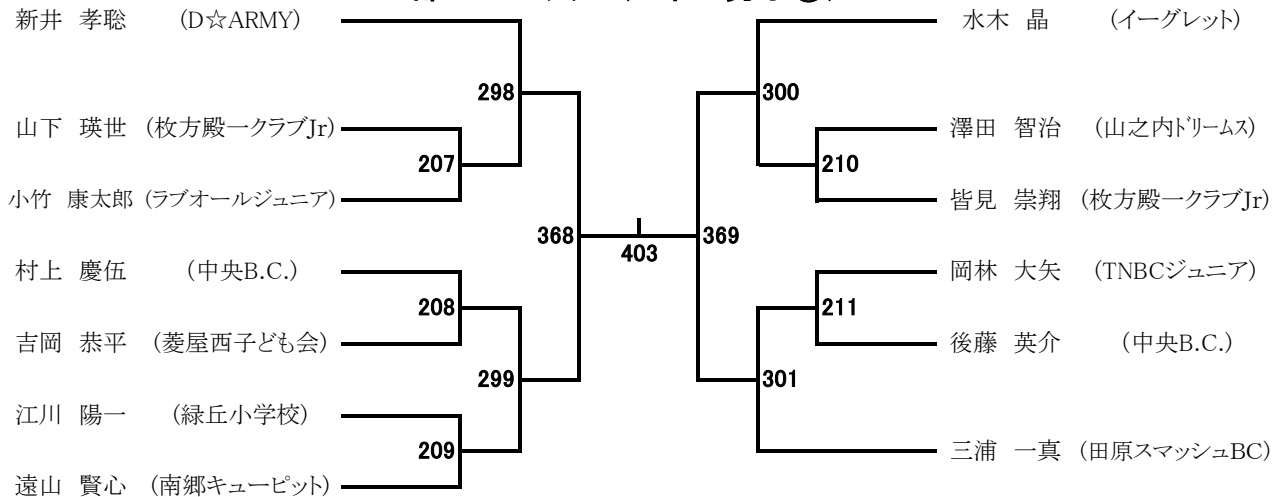 新井 孝聡 (D☆ARMY)
298
山下 瑛世 (枚方殿一クラブJr)
207
小竹 康太郎 (ラブオールジュニア)
368
村上 慶伍 (中央B.C.)
208
吉岡 恭平 (菱屋西子ども会)
299
江川 陽一 (緑丘小学校)
209
遠山 賢心 (南郷キューピット)
403
水木 晶 (イーグレット)
300
澤田 智治 (山之内ドリームス)
210
皆見 崇翔 (枚方殿一クラブJr)
369
岡林 大矢 (TNBCジュニア)
211
後藤 英介 (中央B.C.)
301
三浦 一真 (田原スマッシュBC)